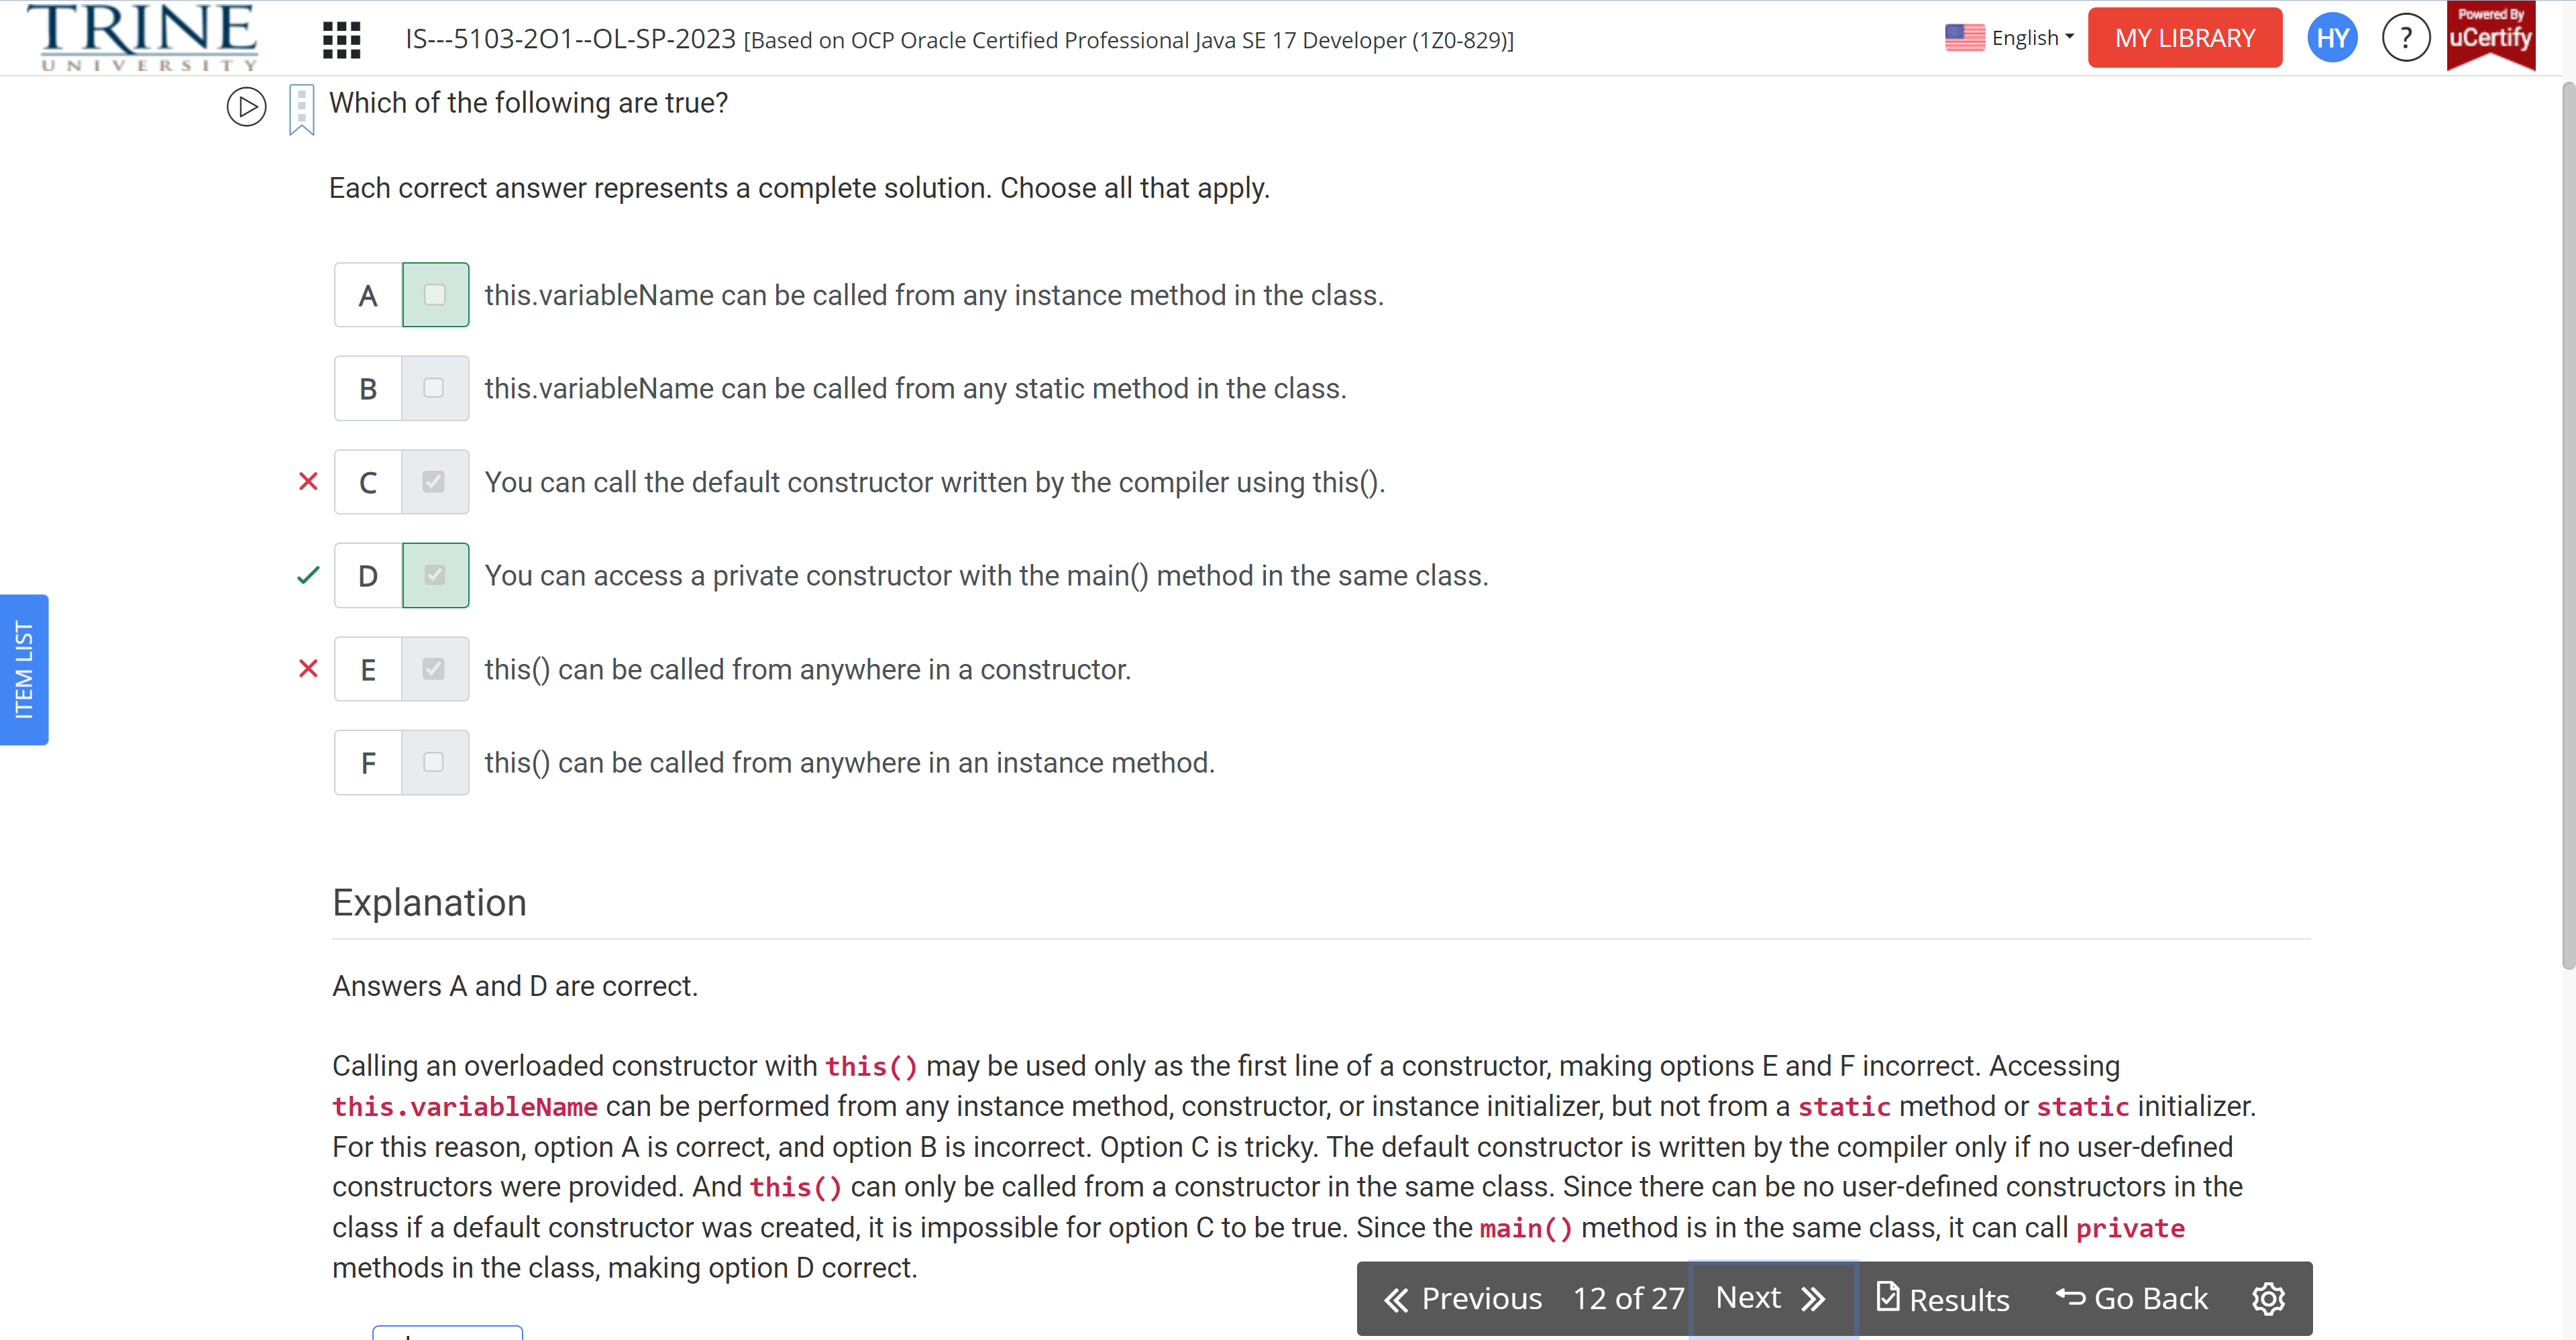 TRINE
UNIVERSITY
IS---5103-2O1--OL-SP-2023 [Based on OCP Oracle Certified Professional Java SE 17 Developer (1Z0-829)]
English
MY LIBRARY
HY
?
Powered By
uCertify
Which of the following are true?
Each correct answer represents a complete solution. Choose all that apply.
A this.variableName can be called from any instance method in the class.
B this.variableName can be called from any static method in the class.
C You can call the default constructor written by the compiler using this().
D You can access a private constructor with the main() method in the same class.
E this() can be called from anywhere in a constructor.
F this() can be called from anywhere in an instance method.
ITEM LIST
Explanation
Answers A and D are correct.
Calling an overloaded constructor with this() may be used only as the first line of a constructor, making options E and F incorrect. Accessing
this.variableName can be performed from any instance method, constructor, or instance initializer, but not from a static method or static initializer.
For this reason, option A is correct, and option B is incorrect. Option C is tricky. The default constructor is written by the compiler only if no user-defined
constructors were provided. And this() can only be called from a constructor in the same class. Since there can be no user-defined constructors in the
class if a default constructor was created, it is impossible for option C to be true. Since the main() method is in the same class, it can call private
methods in the class, making option D correct.
Previous 12 of 27 Next Results Go Back